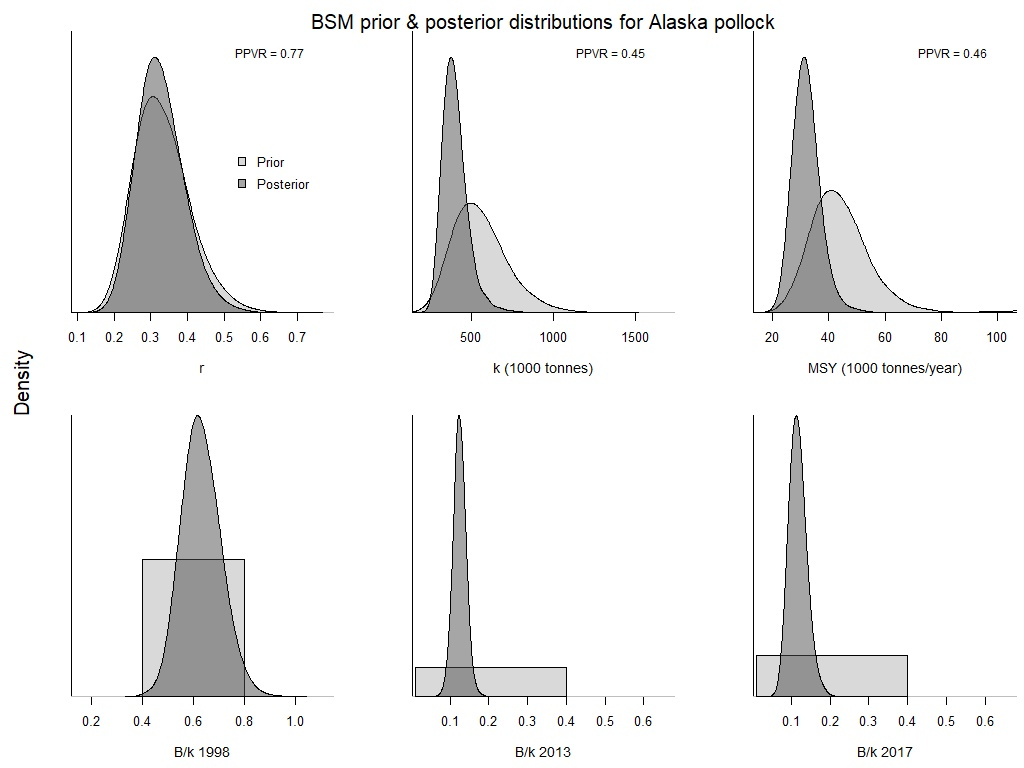 BSM prior & posterior distributions for Alaska pollock
PPVR = 0.77
PPVR = 0.45
PPVR = 0.46
Prior
Posterior
0.1 0.2 0.3 0.4 0.5 0.6 0.7
r
500 1000 1500
k (1000 tonnes)
20 40 60 80 100
MSY (1000 tonnes/year)
Density
0.2 0.4 0.6 0.8 1.0
B/k 1998
0.1 0.2 0.3 0.4 0.5 0.6
B/k 2013
0.1 0.2 0.3 0.4 0.5 0.6
B/k 2017